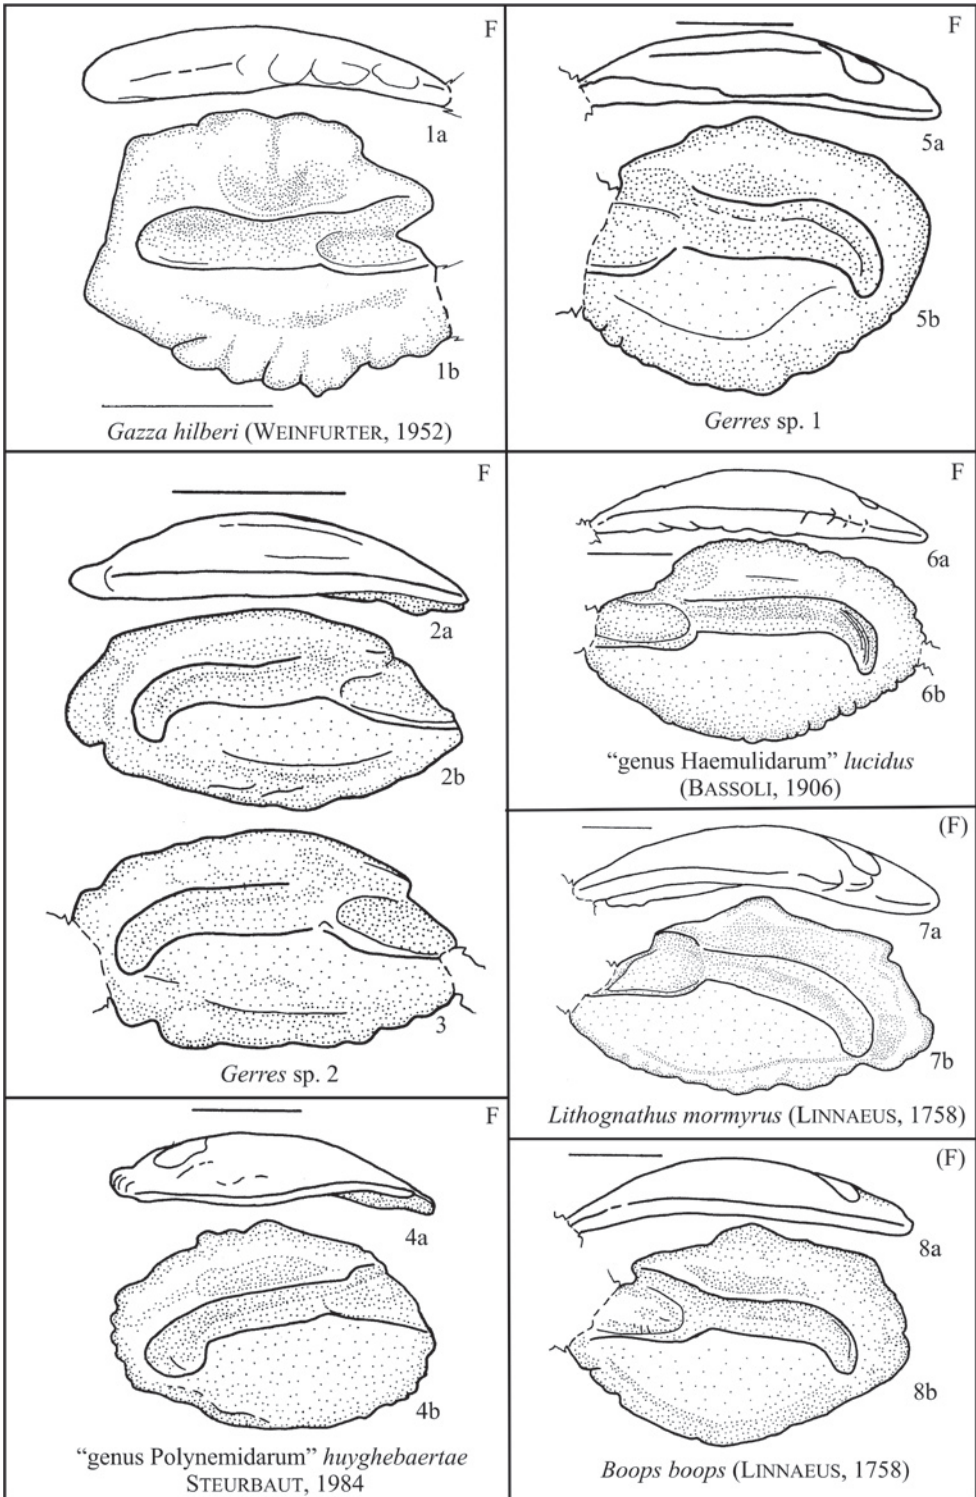 F
1a
1b
Gazza hilberi (WEINFURTER, 1952)
F
5a
5b
Gerres sp. 1
F
2a
2b
3
Gerres sp. 2
F
6a
6b
“genus Haemulidarum” lucidus
(BASSOLI, 1906)
(F)
7a
7b
Lithognathus mormyrus (LINNAEUS, 1758)
F
4a
4b
“genus Polynemidarum” huyghebaertae
STEURBAUT, 1984
(F)
8a
8b
Boops boops (LINNAEUS, 1758)